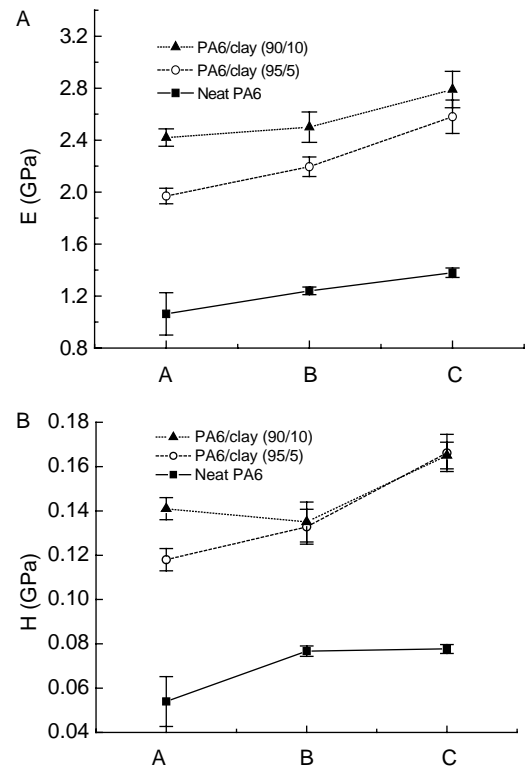 A
3.2
2.8
2.4
2.0
1.6
1.2
0.8
E (GPa)
PA6/clay (90/10)
PA6/clay (95/5)
Neat PA6
A B C
B
0.18
0.16
0.14
0.12
0.10
0.08
0.06
0.04
H (GPa)
PA6/clay (90/10)
PA6/clay (95/5)
Neat PA6
A B C